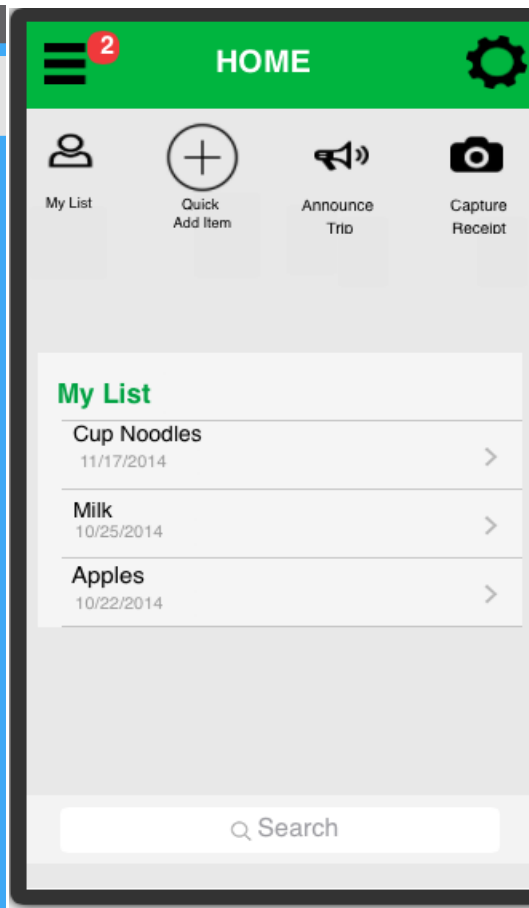 2
HOME
My List
Quick
Add Item
Announce
Trip
Capture
Receipt
My List
Cup Noodles
11/17/2014
Milk
10/25/2014
Apples
10/22/2014
Search